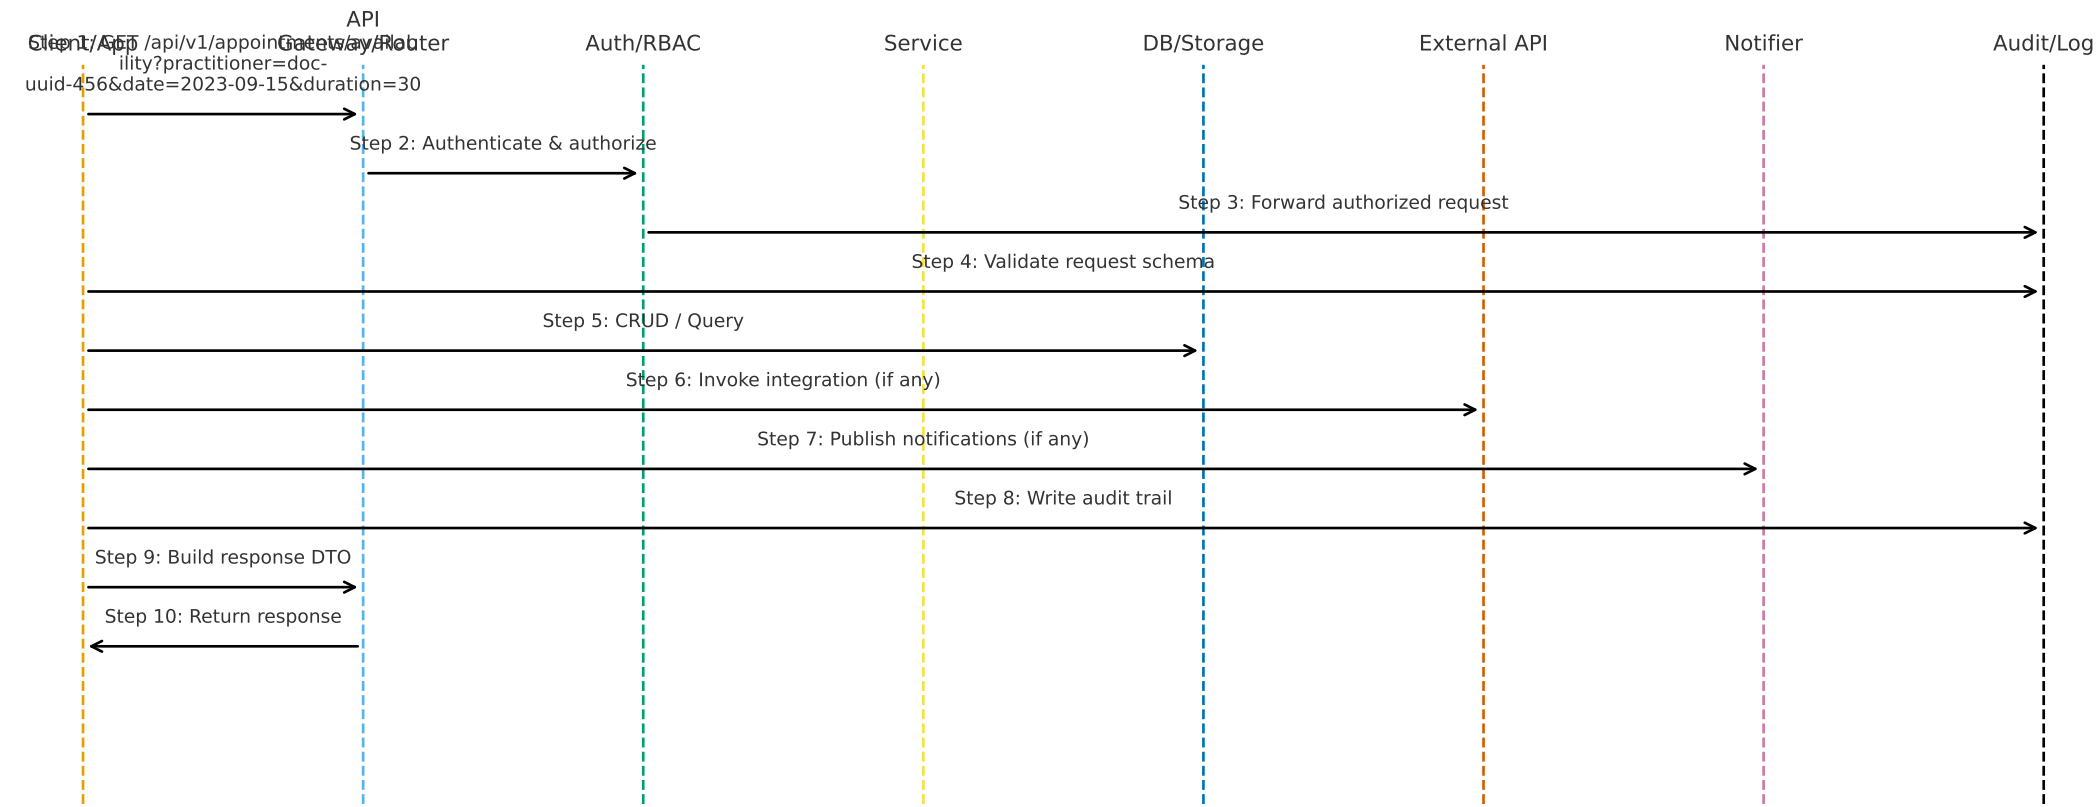 API
Client/App
Gateway/Router
Auth/RBAC
Service
DB/Storage
External API
Notifier
Audit/Log
Step 1: GET /api/v1/appointments/availab-
ility?practitioner=doc-
uuid-456&date=2023-09-15&duration=30
Step 2: Authenticate & authorize
Step 3: Forward authorized request
Step 4: Validate request schema
Step 5: CRUD / Query
Step 6: Invoke integration (if any)
Step 7: Publish notifications (if any)
Step 8: Write audit trail
Step 9: Build response DTO
Step 10: Return response